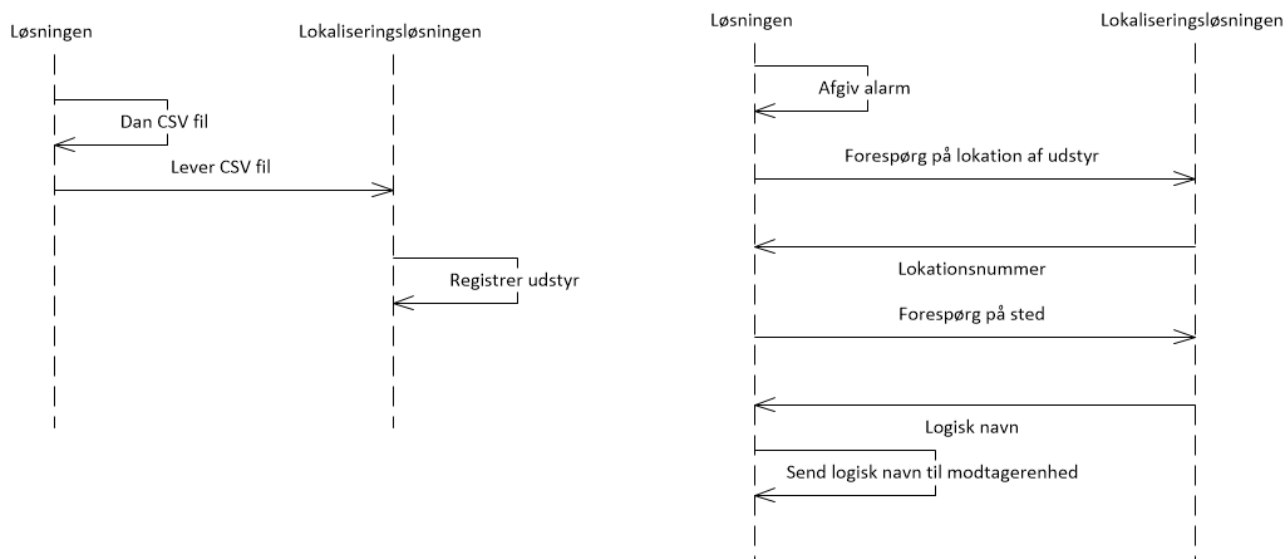 Løsningen
Lokaliseringsløsningen
Dan CSV fil
Lever CSV fil
Registrer udstyr
Løsningen
Lokaliseringsløsningen
Afgiv alarm
Forespørg på lokation af udstyr
Lokationsnummer
Forespørg på sted
Logisk navn
Send logisk navn til modtagerenhed